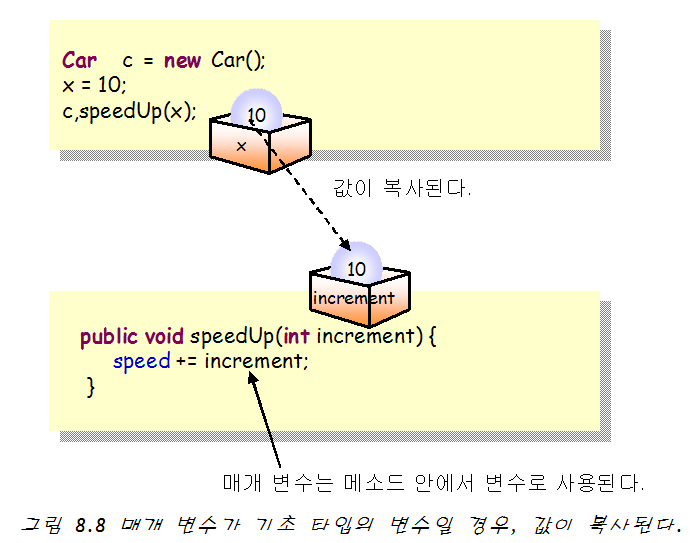 Car c = new Car();
x = 10;
c,speedUp(x);
10
x
값이 복사된다.
10
increment
public void speedUp(int increment) {
speed += increment;
}
매개 변수는 메소드 안에서 변수로 사용된다.
그림 8.8 매개 변수가 기초 타입의 변수일 경우, 값이 복사된다.